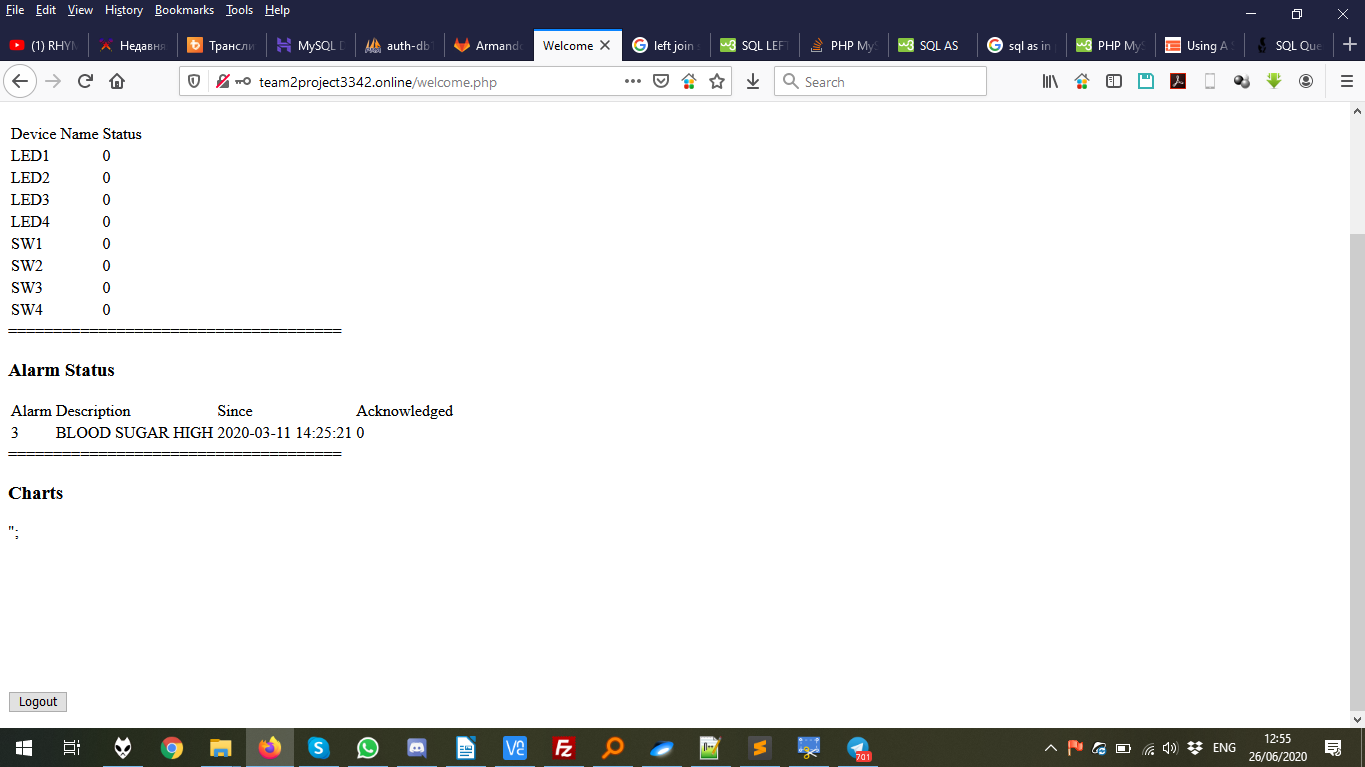 File Edit View History Bookmarks Tools Help
(1) RHYM
Недавня
Трансли
MySQL D
auth-db
Armando
Welcome
left join s
SQL LEFT
PHP MyS
SQL AS
sql as in p
PHP MyS
Using A S
SQL Que
team2project3342.online/welcome.php
Search
Device Name Status
LED1 0
LED2 0
LED3 0
LED4 0
SW1 0
SW2 0
SW3 0
SW4 0
=====================================
Alarm Status
Alarm Description Since Acknowledged
3 BLOOD SUGAR HIGH 2020-03-11 14:25:21 0
=====================================
Charts
";
Logout
701
ENG
12:55
26/06/2020